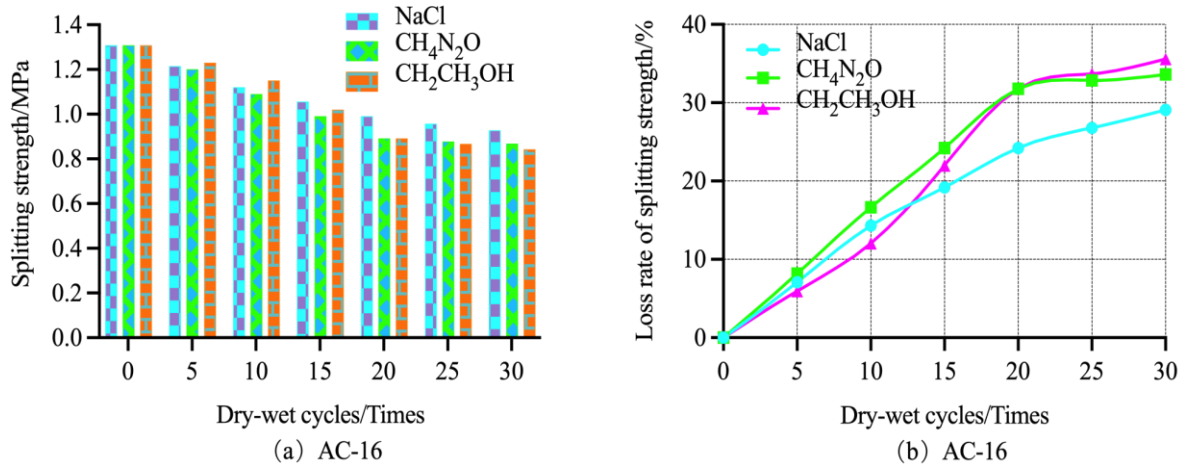 Splitting strength/MPa
1.4
1.2
1.0
0.8
0.6
0.4
0.2
0.0
NaCl
CH₄N₂O
CH₂CH₃OH
0 5 10 15 20 25 30
Dry-wet cycles/Times
(a) AC-16
Loss rate of splitting strength/%
40
30
20
10
0
NaCl
CH₄N₂O
CH₂CH₃OH
0 5 10 15 20 25 30
Dry-wet cycles/Times
(b) AC-16